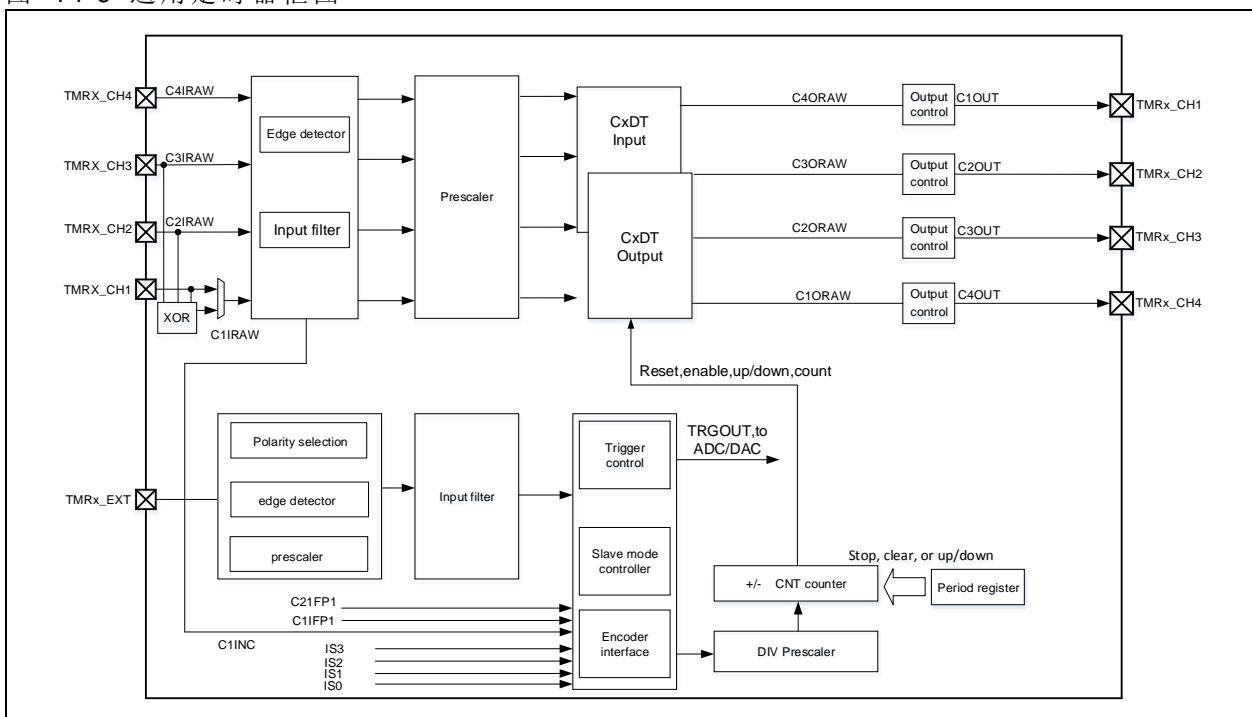 TMRX_CH4
C4IRAW
TMRX_CH3
C3IRAW
TMRX_CH2
C2IRAW
TMRX_CH1
XOR
C1IRAW
Edge detector
Input filter
Prescaler
CxDT
Input
CxDT
Output
C4ORAW
Output
control
C1OUT
TMRx_CH1
C3ORAW
Output
control
C2OUT
TMRx_CH2
C2ORAW
Output
control
C3OUT
TMRx_CH3
C1ORAW
Output
control
C4OUT
TMRx_CH4
Reset,enable,up/down,count
TMRx_EXT
Polarity selection
edge detector
prescaler
Input filter
Trigger
control
TRGOUT,to
ADC/DAC
Slave mode
controller
Encoder
interface
C21FP1
C1IFP1
C1INC
IS3
IS2
IS1
IS0
Stop, clear, or up/down
+/- CNT counter
Period register
DIV Prescaler